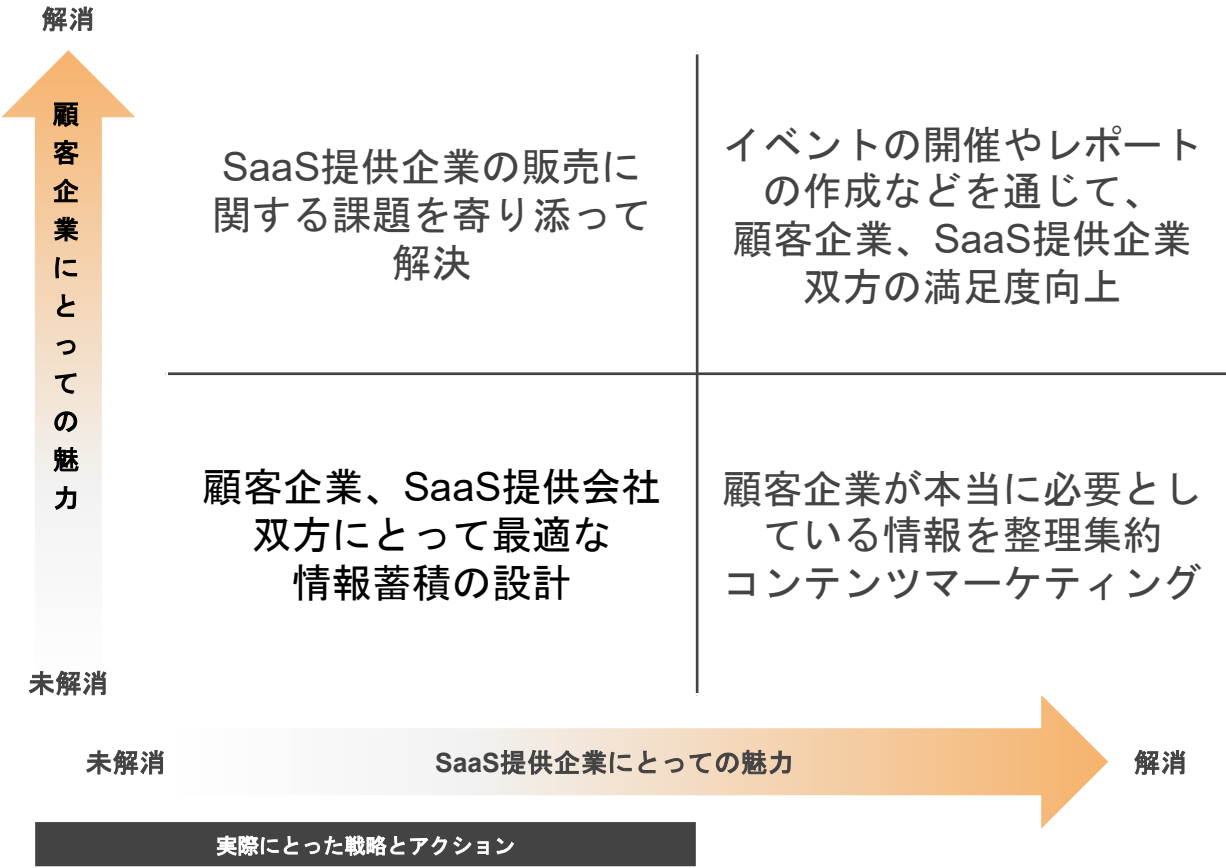 解消
顧客企業にとっての魅力
SaaS提供企業の販売に
関する課題を寄り添って
解決
イベントの開催やレポート
の作成などを通じて、
顧客企業、SaaS提供企業
双方の満足度向上
顧客企業、SaaS提供会社
双方にとって最適な
情報蓄積の設計
顧客企業が本当に必要とし
ている情報を整理集約
コンテンツマーケティング
未解消
未解消
SaaS提供企業にとっての魅力
解消
実際にとった戦略とアクション